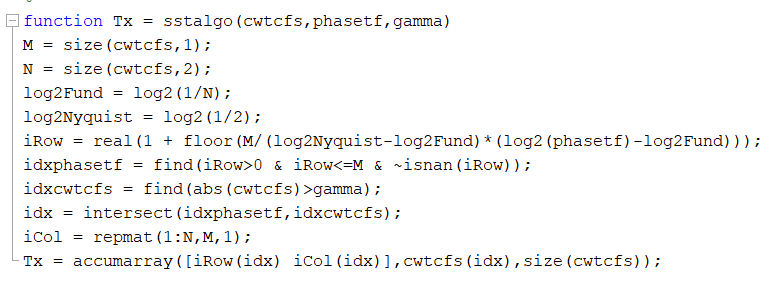 function Tx = sstalgo(cwtcfs,phasetf,gamma)
M = size(cwtcfs,1);
N = size(cwtcfs,2);
log2Fund = log2(1/N);
log2Nyquist = log2(1/2);
iRow = real(1 + floor(M/(log2Nyquist-log2Fund)*(log2(phasetf)-log2Fund)));
idxphasetf = find(iRow>0 & iRow<=M & ~isnan(iRow));
idxcwtcfs = find(abs(cwtcfs)>gamma);
idx = intersect(idxphasetf,idxcwtcfs);
iCol = repmat(1:N,M,1);
Tx = accumarray([iRow(idx) iCol(idx)],cwtcfs(idx),size(cwtcfs));